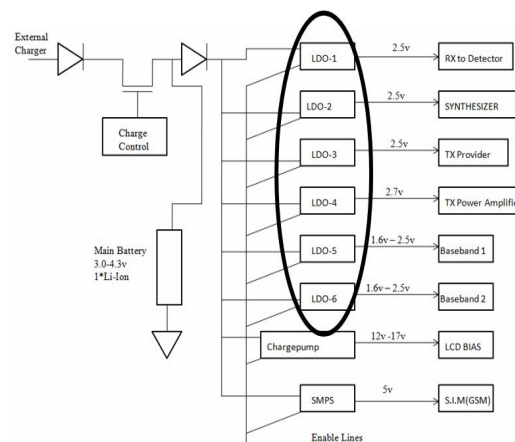 External
Charger
Charge
Control
Main Battery
3.0-4.3v
1*Li-Ion
LDO-1
2.5v
RX to Detector
LDO-2
2.5v
SYNTHESIZER
LDO-3
2.5v
TX Provider
LDO-4
2.7v
TX Power Amplifie
LDO-5
1.6v – 2.5v
Baseband 1
LDO-6
1.6v – 2.5v
Baseband 2
Chargepump
12v -17v
LCD BIAS
SMPS
5v
S.I.M(GSM)
Enable Lines